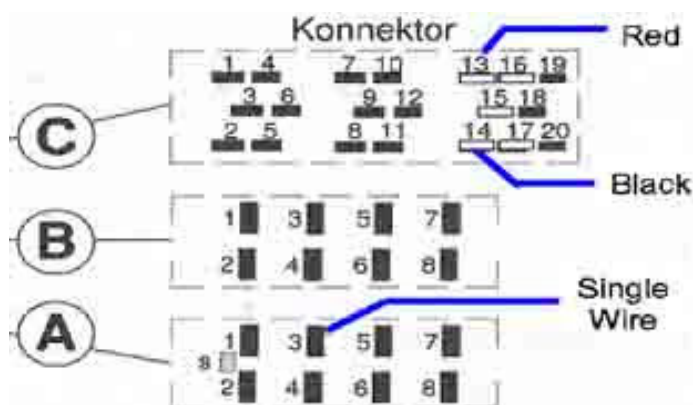 Konnektor
Red
1 4 7 10 13 16 19
3 6 9 12 15 18
C
2 5 8 11 14 17 20
Black
1 3 5 7
B
2 4 6 8
Single
Wire
1 3 5 7
A
s
2 4 6 8